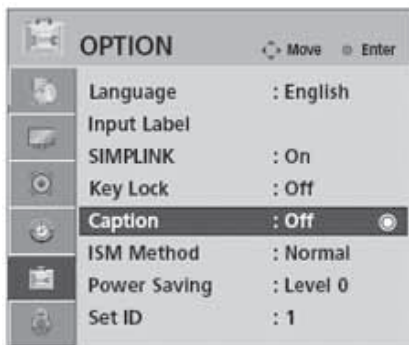 OPTION Move Enter
Language : English
Input Label
SIMPLINK : On
Key Lock : Off
Caption : Off
ISM Method : Normal
Power Saving : Level 0
Set ID : 1